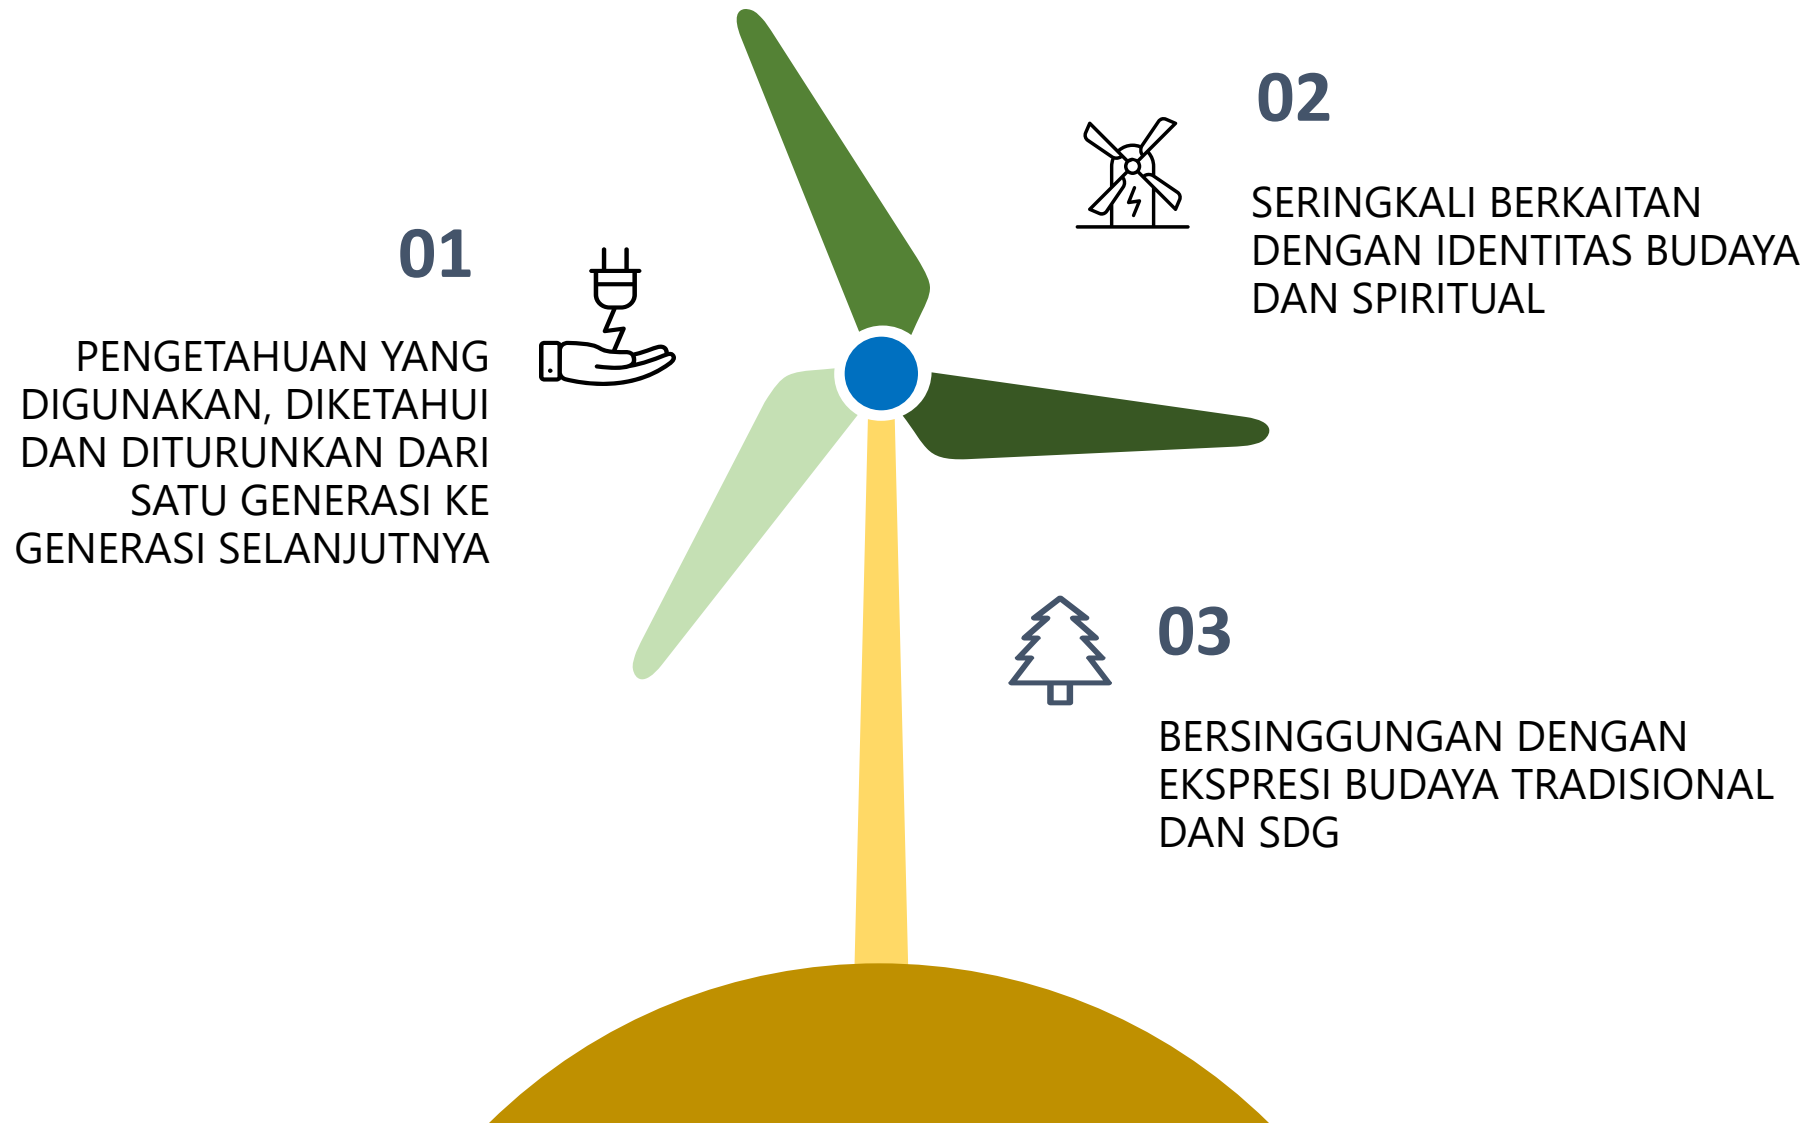 01
PENGETAHUAN YANG
DIGUNAKAN, DIKETAHUI
DAN DITURUNKAN DARI
SATU GENERASI KE
GENERASI SELANJUTNYA
02
SERINGKALI BERKAITAN
DENGAN IDENTITAS BUDAYA
DAN SPIRITUAL
03
BERSINGGUNGAN DENGAN
EKSPRESI BUDAYA TRADISIONAL
DAN SDG